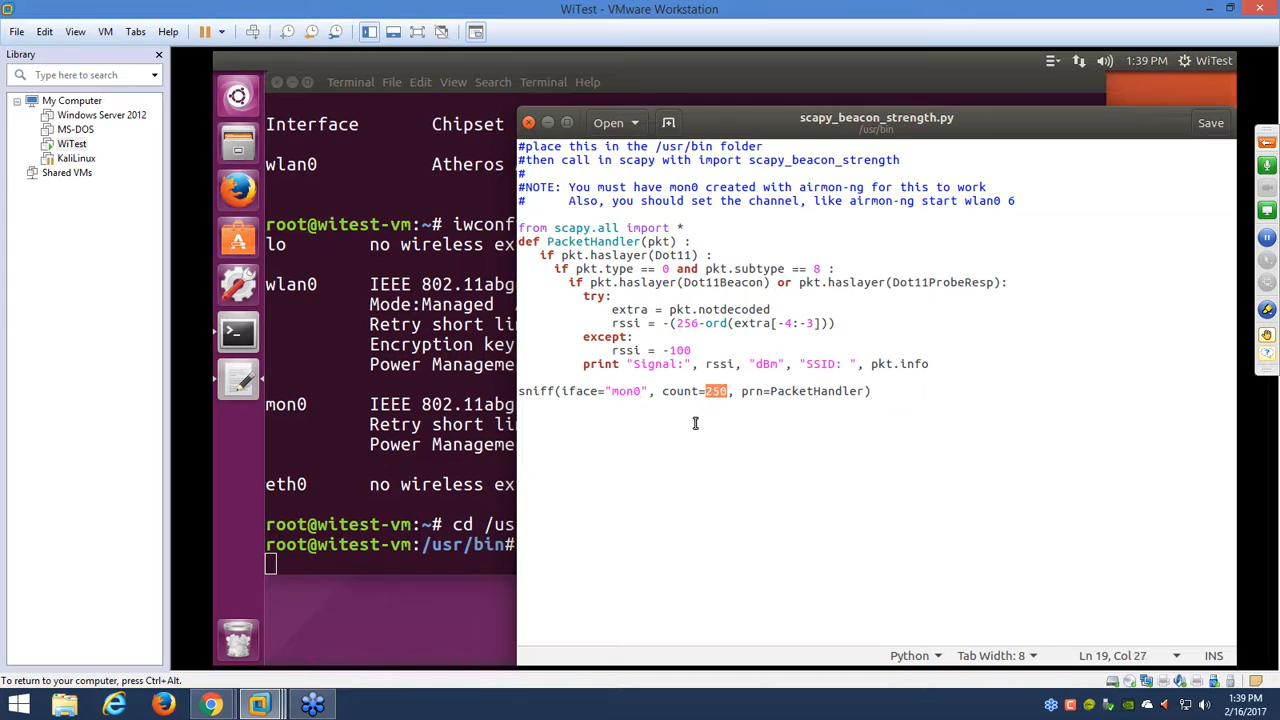 WiTest - VMware Workstation
File Edit View VM Tabs Help
Library
Type here to search
My Computer
Windows Server 2012
MS-DOS
WiTest
KaliLinux
Shared VMs
1:39 PM WiTest
Terminal File Edit View Search Terminal Help
Interface Chipset
wlan0 Atheros
root@witest-vm:~# iwconf
lo no wireless ex
wlan0 IEEE 802.11abg
Mode:Managed
Retry short li
Encryption key
Power Manageme
mon0 IEEE 802.11abg
Retry short li
Power Manageme
eth0 no wireless ex
root@witest-vm:~# cd /us
root@witest-vm:/usr/bin#
Open
scapy_beacon_strength.py
/usr/bin
Save
#place this in the /usr/bin folder
#then call in scapy with import scapy_beacon_strength
#
#NOTE: You must have mon0 created with airmon-ng for this to work
# Also, you should set the channel, like airmon-ng start wlan0 6
from scapy.all import *
def PacketHandler(pkt) :
if pkt.haslayer(Dot11) :
if pkt.type == 0 and pkt.subtype == 8 :
if pkt.haslayer(Dot11Beacon) or pkt.haslayer(Dot11ProbeResp):
try:
extra = pkt.notdecoded
rssi = -(256-ord(extra[-4:-3]))
except:
rssi = -100
print "Signal:", rssi, "dBm", "SSID: ", pkt.info
sniff(iface="mon0", count=250, prn=PacketHandler)
Python Tab Width: 8 Ln 19, Col 27 INS
To return to your computer, press Ctrl+Alt.
1:39 PM
2/16/2017